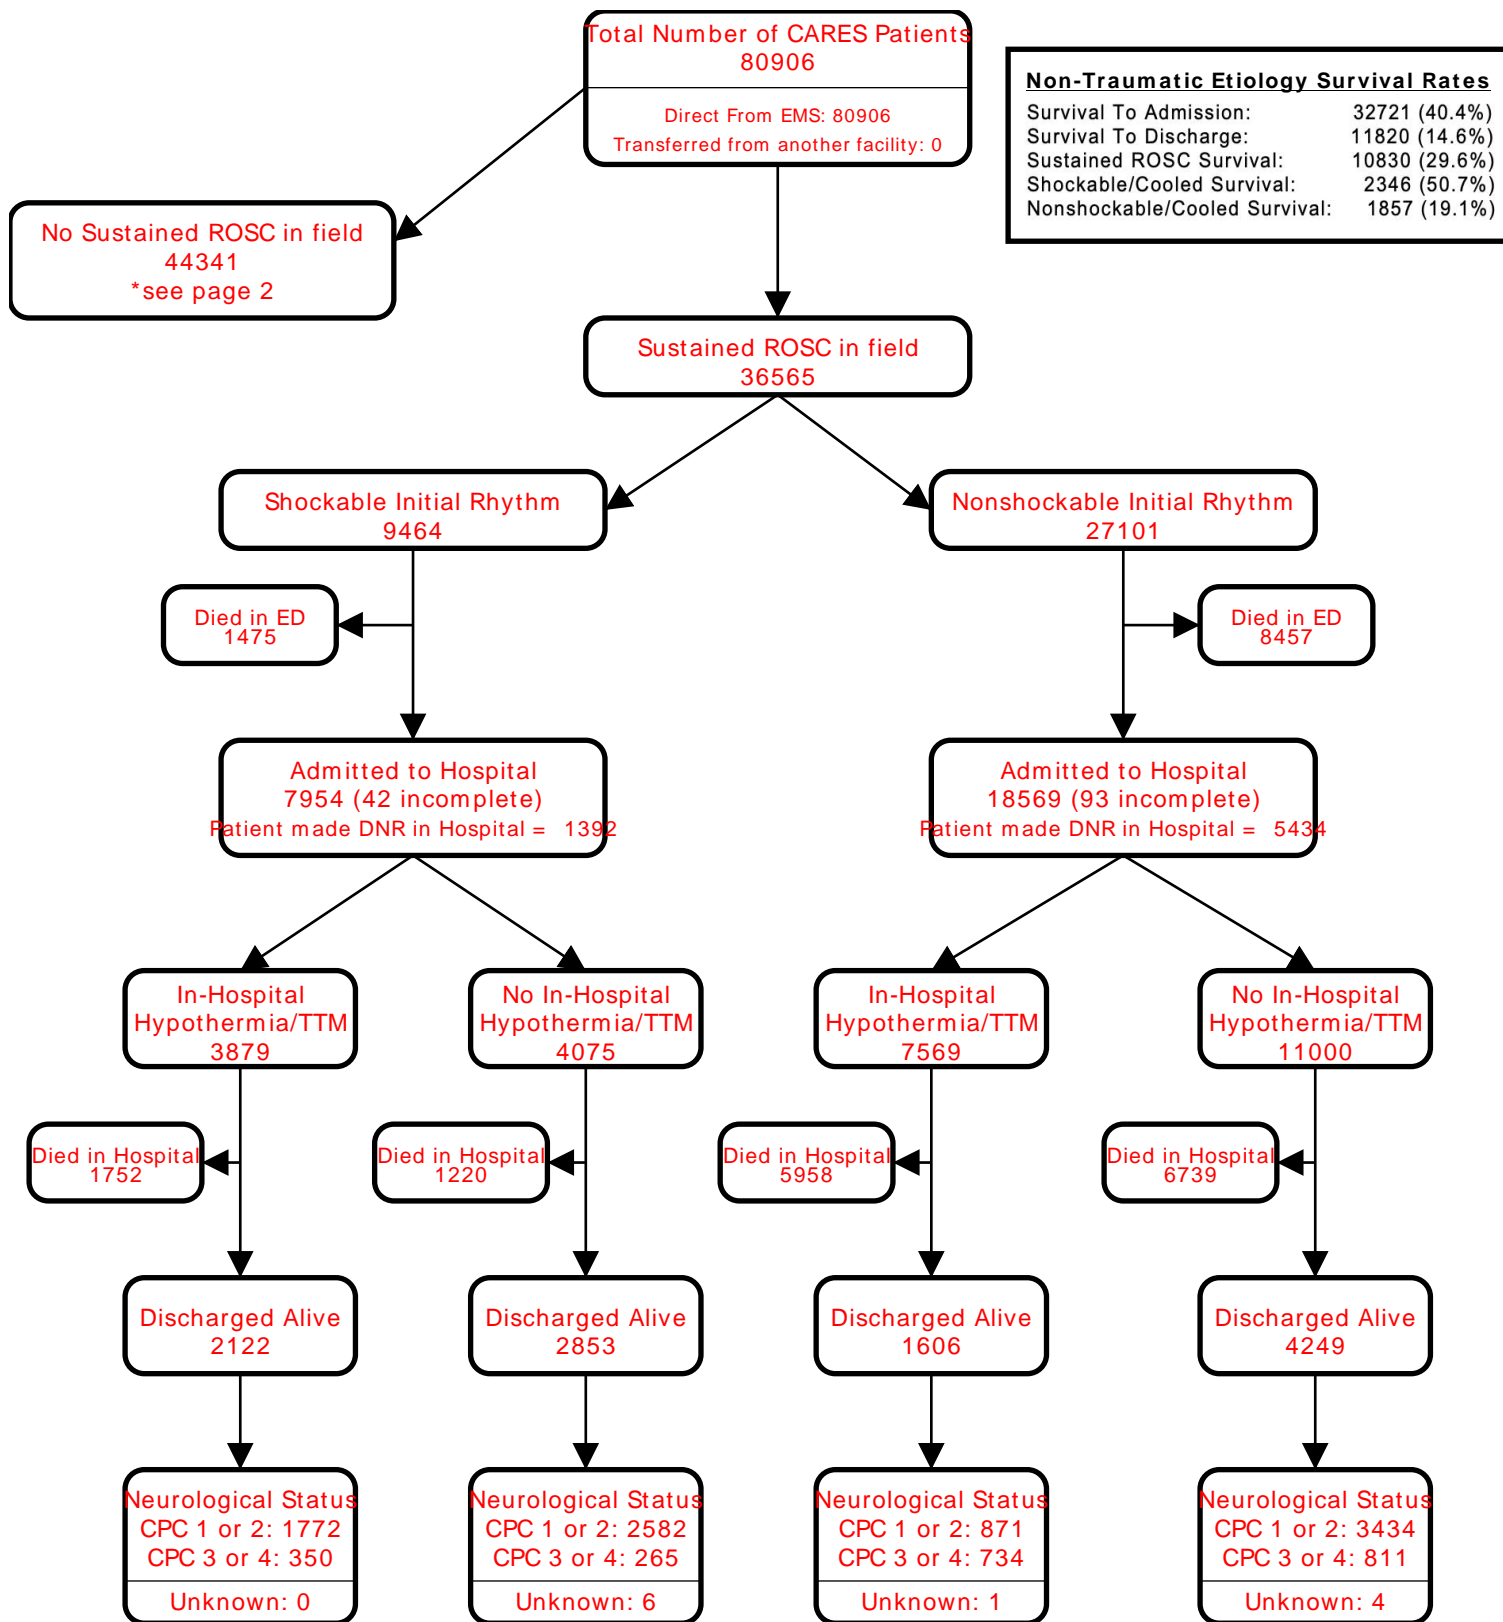 Total Number of CARES Patients
80906
Direct From EMS: 80906
Transferred from another facility: 0
Non-Traumatic Etiology Survival Rates
Survival To Admission: 32721 (40.4%)
Survival To Discharge: 11820 (14.6%)
Sustained ROSC Survival: 10830 (29.6%)
Shockable/Cooled Survival: 2346 (50.7%)
Nonshockable/Cooled Survival: 1857 (19.1%)
No Sustained ROSC in field
44341
*see page 2
Sustained ROSC in field
36565
Shockable Initial Rhythm
9464
Nonshockable Initial Rhythm
27101
Died in ED
1475
Died in ED
8457
Admitted to Hospital
7954 (42 incomplete)
Patient made DNR in Hospital = 1392
Admitted to Hospital
18569 (93 incomplete)
Patient made DNR in Hospital = 5434
In-Hospital
Hypothermia/TTM
3879
No In-Hospital
Hypothermia/TTM
4075
In-Hospital
Hypothermia/TTM
7569
No In-Hospital
Hypothermia/TTM
11000
Died in Hospital
1752
Died in Hospital
1220
Died in Hospital
5958
Died in Hospital
6739
Discharged Alive
2122
Discharged Alive
2853
Discharged Alive
1606
Discharged Alive
4249
Neurological Status
CPC 1 or 2: 1772
CPC 3 or 4: 350
Unknown: 0
Neurological Status
CPC 1 or 2: 2582
CPC 3 or 4: 265
Unknown: 6
Neurological Status
CPC 1 or 2: 871
CPC 3 or 4: 734
Unknown: 1
Neurological Status
CPC 1 or 2: 3434
CPC 3 or 4: 811
Unknown: 4